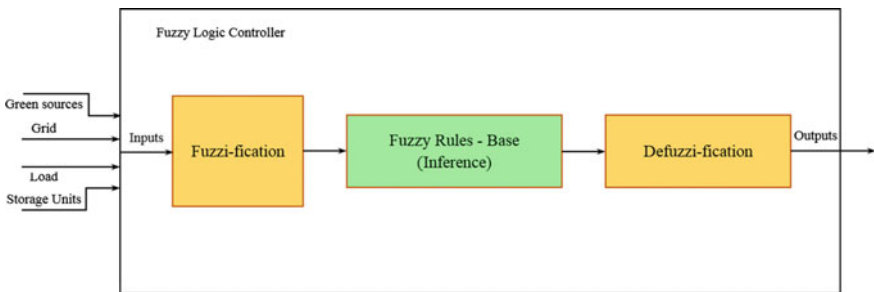 Fuzzy Logic Controller
Green sources
Grid
Load
Storage Units
Inputs
Fuzzi-fication
Fuzzy Rules - Base
(Inference)
Defuzzi-fication
Outputs